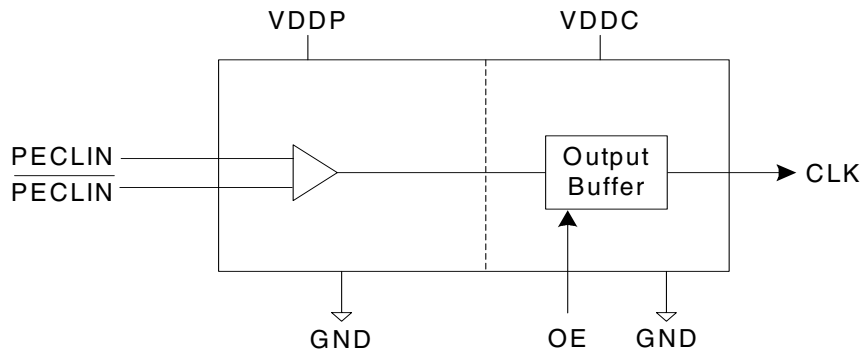 VDDP
VDDC
PECLIN
PECLIN
Output
Buffer
CLK
GND
OE
GND